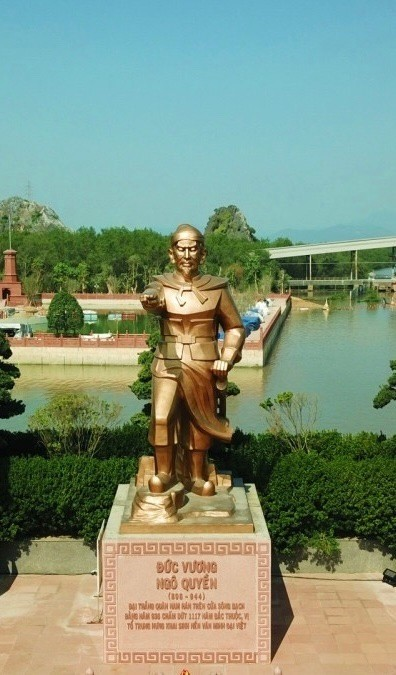 ĐỨC VƯƠNG
NGÔ QUYỀN
(898 - 944)
ĐẠI THẮNG QUÂN NAM HÁN TRÊN CỬA SÔNG BẠCH
ĐẰNG NĂM 938 CHẤM DỨT 1117 NĂM BẮC THUỘC, VỊ
TỔ TRUNG HƯNG KHAI SINH NỀN VĂN MINH ĐẠI VIỆT